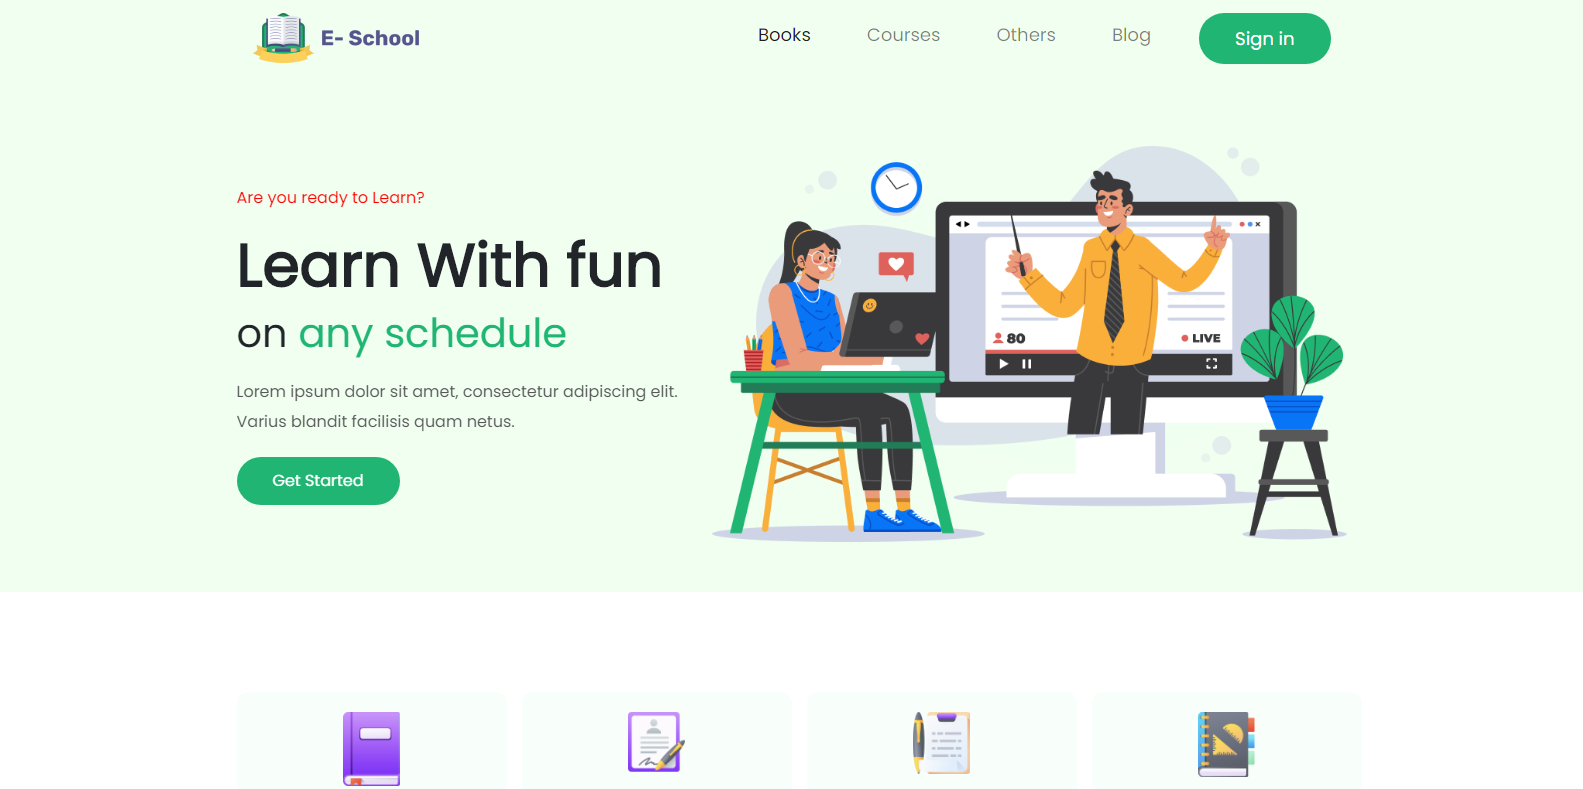 E- School
Books
Courses
Others
Blog
Sign in
Are you ready to Learn?
Learn With fun
on any schedule
Lorem ipsum dolor sit amet, consectetur adipiscing elit.
Varius blandit facilisis quam netus.
Get Started
80
LIVE